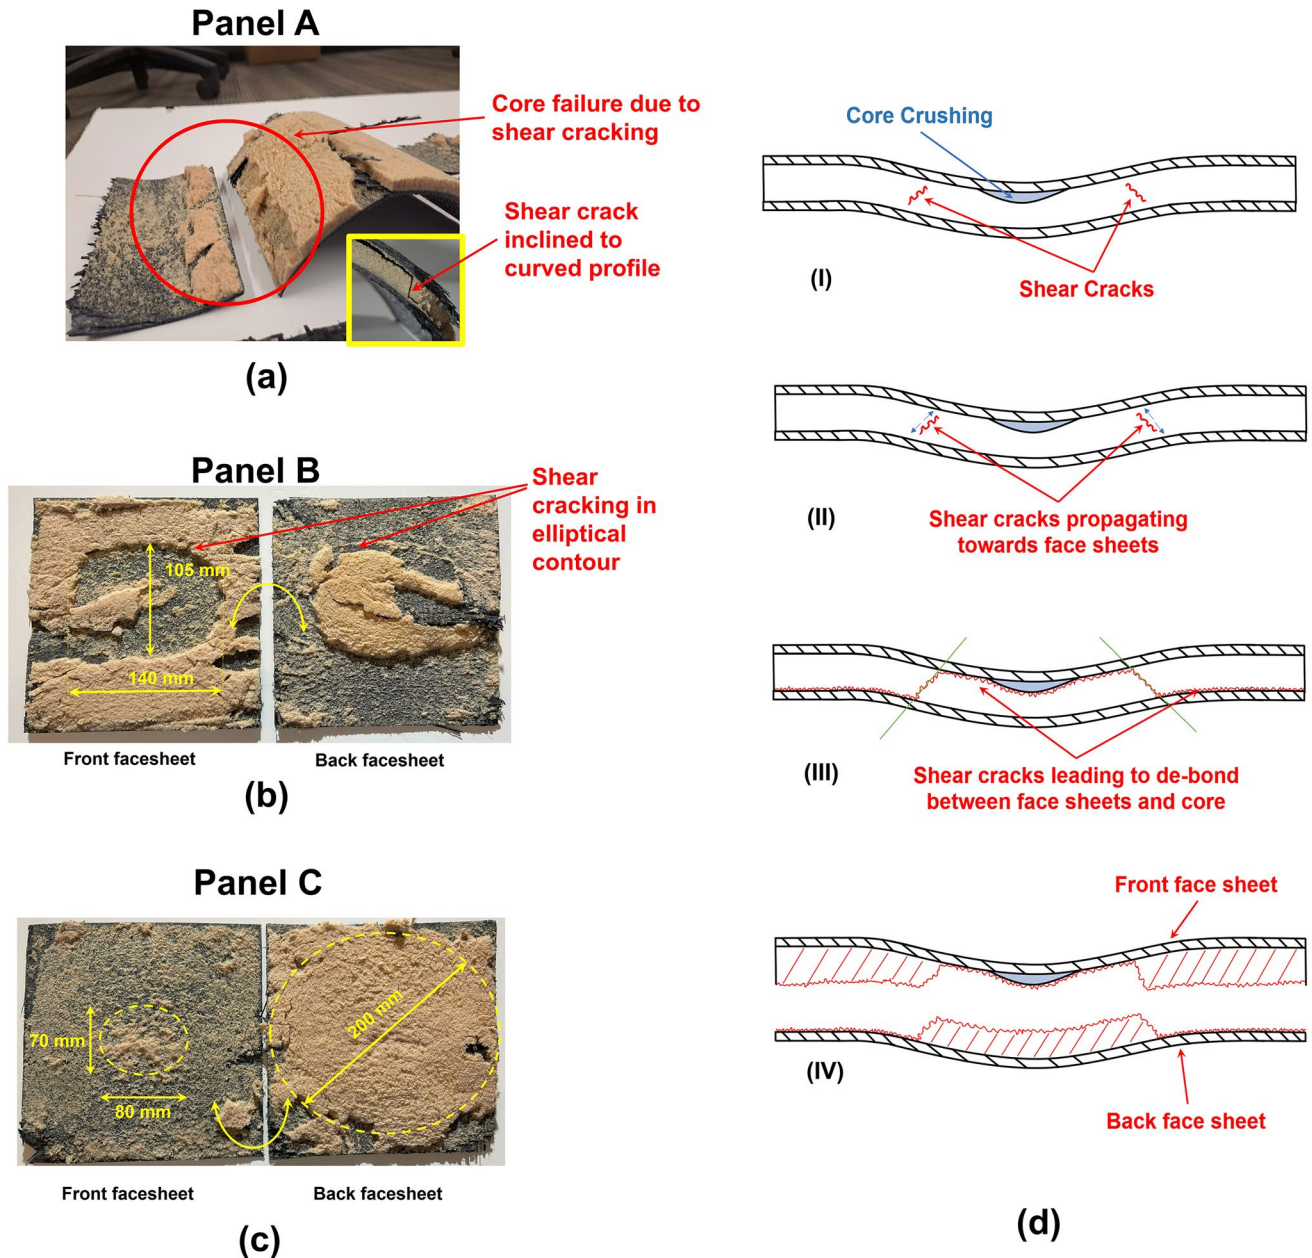 Panel A
Core failure due to
shear cracking
Shear crack
inclined to
curved profile
(a)
Panel B
Shear
cracking in
elliptical
contour
105 mm
140 mm
Front facesheet
Back facesheet
(b)
Panel C
70 mm
80 mm
200 mm
Front facesheet
Back facesheet
(c)
Core Crushing
(I)
Shear Cracks
(II)
Shear cracks propagating
towards face sheets
(III)
Shear cracks leading to de-bond
between face sheets and core
Front face sheet
(IV)
Back face sheet
(d)